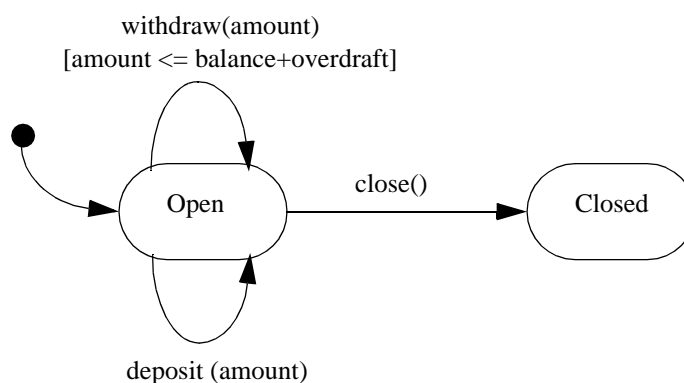 withdraw(amount)
[amount <= balance+overdraft]
Open
close()
Closed
deposit (amount)